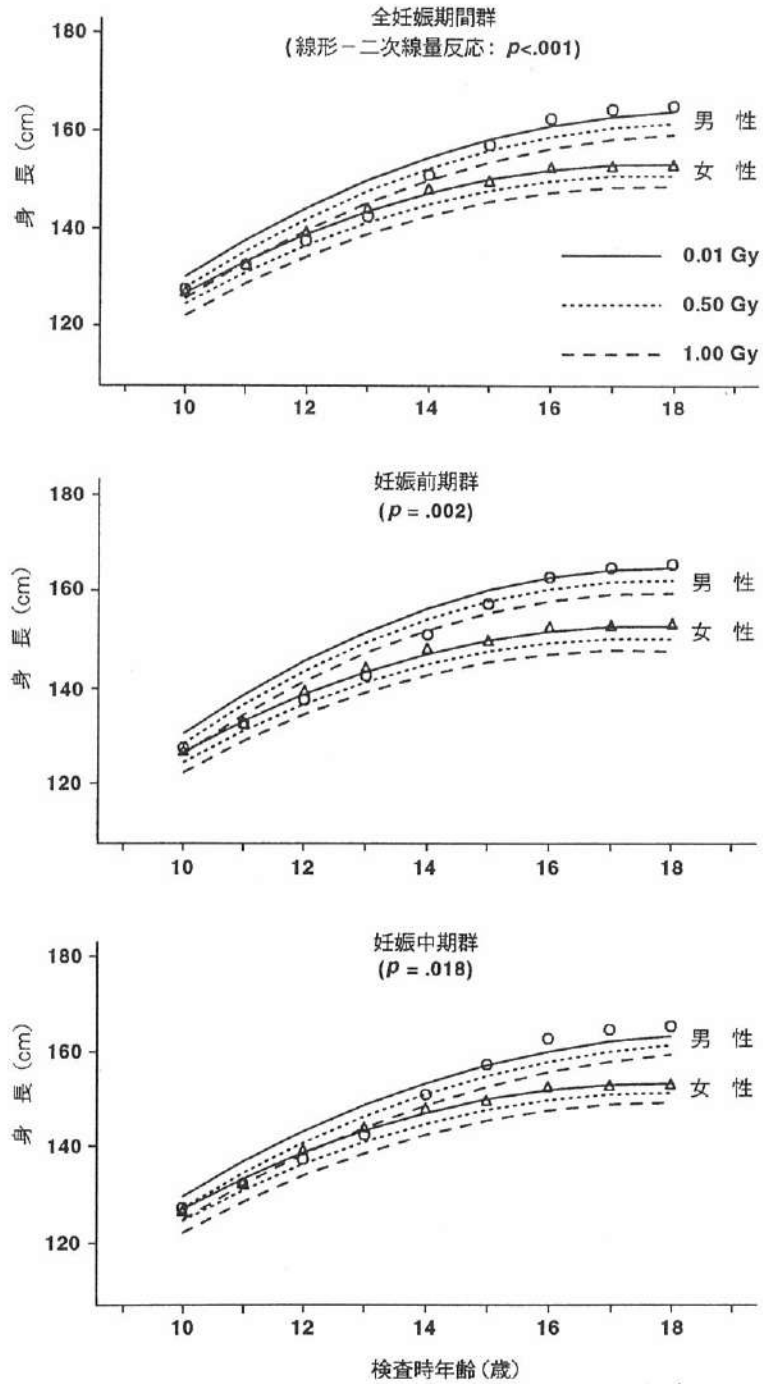 全妊娠期間群
(線形－二次線量反応: p<.001)
180
160
140
120
身 長 (cm)
男 性
女 性
0.01 Gy
0.50 Gy
1.00 Gy
10 12 14 16 18
妊娠前期群
(p = .002)
180
160
140
120
身 長 (cm)
男 性
女 性
10 12 14 16 18
妊娠中期群
(p = .018)
180
160
140
120
身 長 (cm)
男 性
女 性
10 12 14 16 18
検査時年齢 (歳)